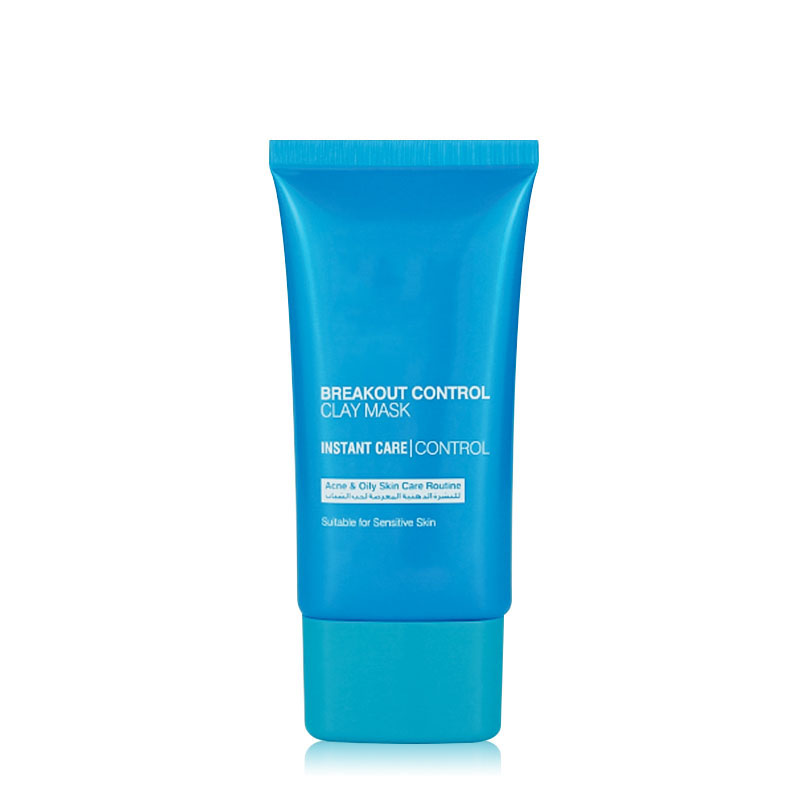 BREAKOUT CONTROL
CLAY MASK
INSTANT CARE|CONTROL
Acne & Oily Skin Care Routine
للبشرة الدهنية المعرضة لحب الشباب
Suitable for Sensitive Skin